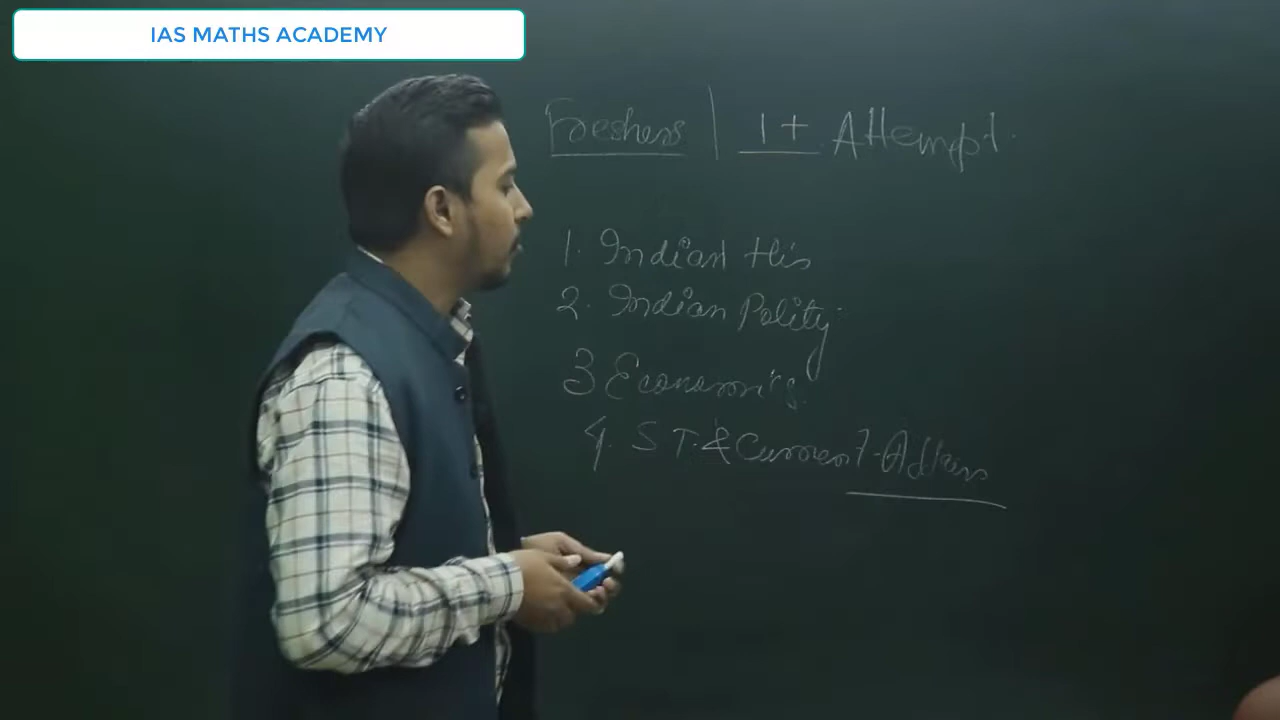 IAS MATHS ACADEMY
Freshers | 1+ Attempt.
1. Indian His
2. Indian Polity
3 Economics.
4. S T. & Current Affairs